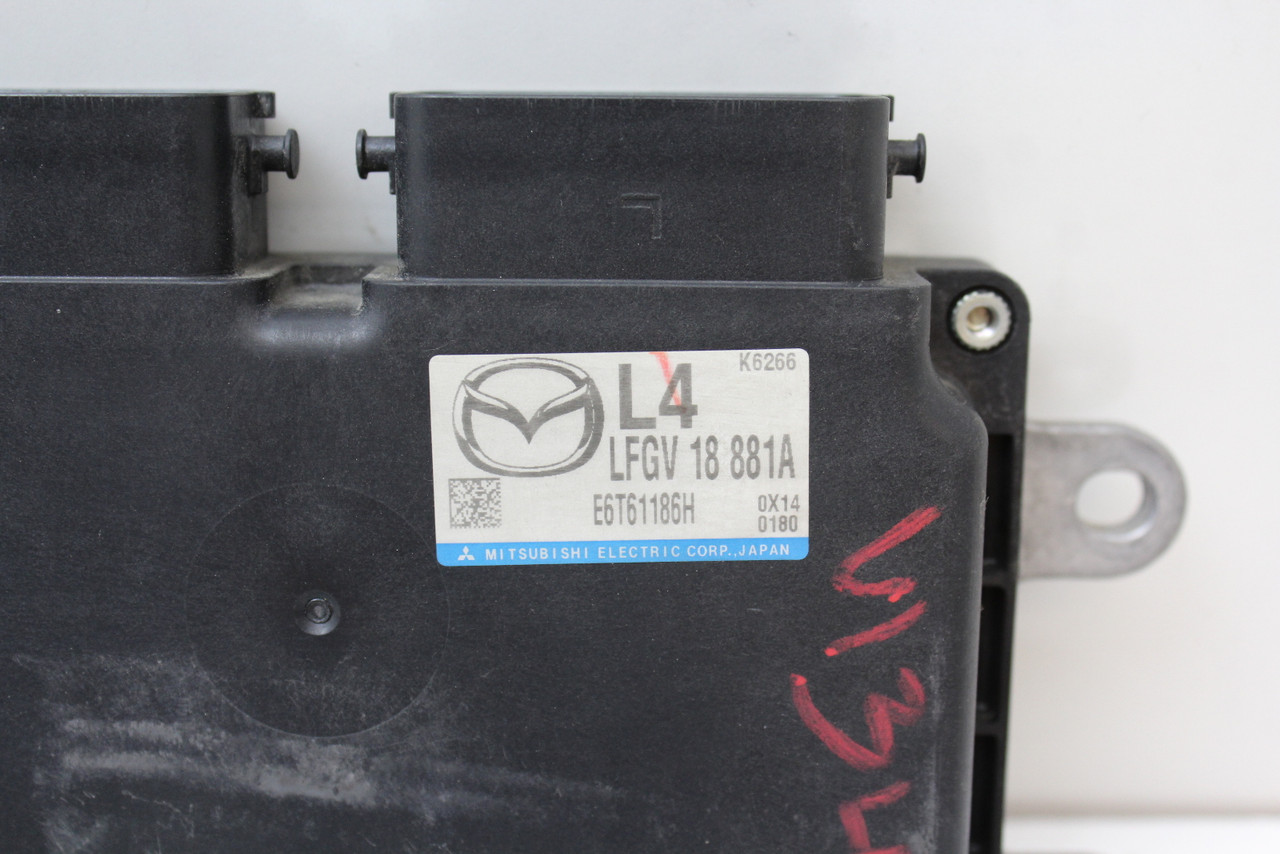 L
K6266
L4
LFGV 18 881A
E6T61186H
0X14
0180
MITSUBISHI ELECTRIC CORP.,JAPAN